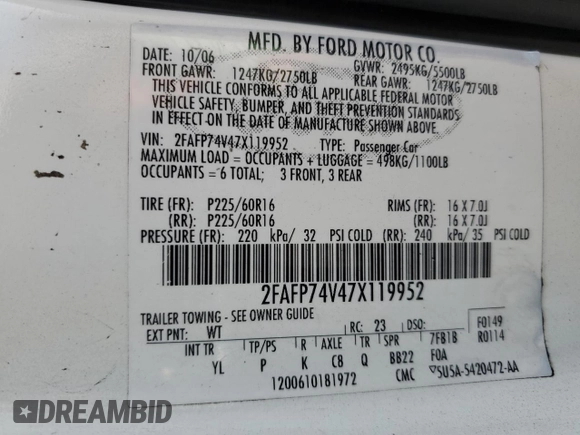 MFD. BY FORD MOTOR CO.
DATE: 10/06 GVWR: 2495KG/5500LB
FRONT GAWR: 1247KG/2750LB REAR GAWR: 1247KG/2750LB
THIS VEHICLE CONFORMS TO ALL APPLICABLE FEDERAL MOTOR
VEHICLE SAFETY, BUMPER, AND THEFT PREVENTION STANDARDS
IN EFFECT ON THE DATE OF MANUFACTURE SHOWN ABOVE.
VIN: 2FAFP74V47X119952 TYPE: Passenger Car
MAXIMUM LOAD = OCCUPANTS + LUGGAGE = 498KG/1100LB
OCCUPANTS = 6 TOTAL; 3 FRONT, 3 REAR
TIRE (FR): P225/60R16 RIMS (FR): 16 X 7.0J
(RR): P225/60R16 (RR): 16 X 7.0J
PRESSURE (FR): 220 kPa/ 32 PSI COLD (RR): 240 kPa/ 35 PSI COLD
2FAFP74V47X119952
TRAILER TOWING - SEE OWNER GUIDE
EXT PNT: WT RC: 23 DSO: F0149
INT TR TP/PS R AXLE TR SPR 7FB1B R0114
YL P K C8 Q BB22 FOA
1200610181972 CMC 5U5A-5420472-AA
DREAMBID